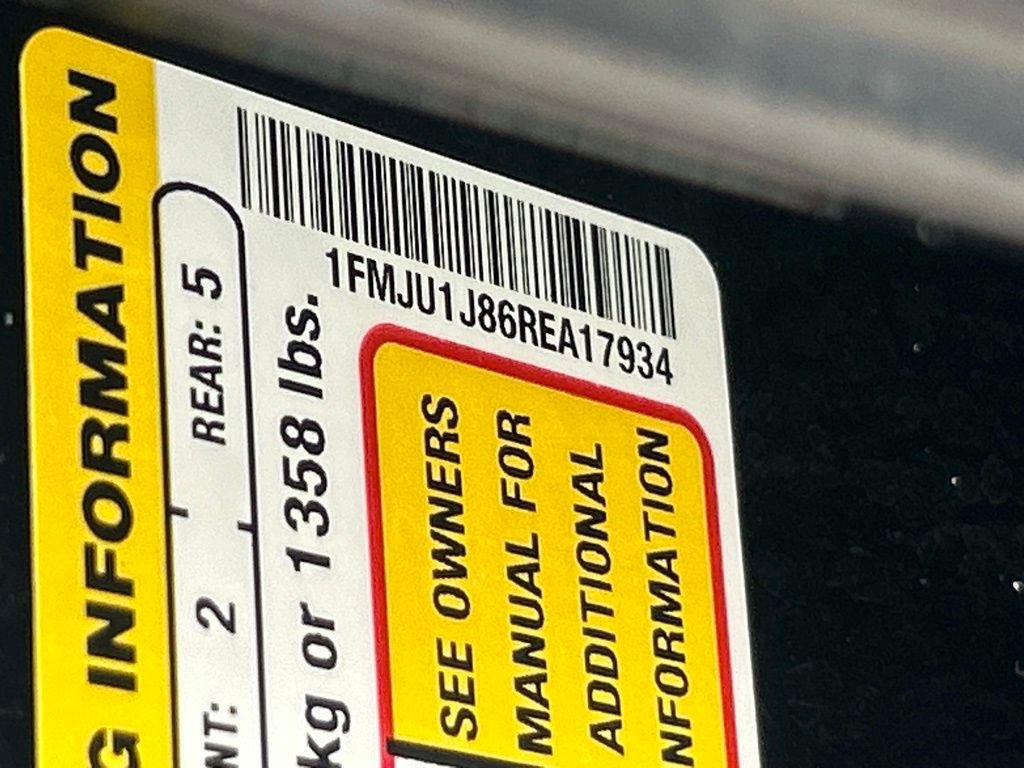 G INFORMATION
NT: 2 REAR: 5
kg or 1358 lbs.
1FMJU1J86REA17934
SEE OWNERS
MANUAL FOR
ADDITIONAL
NFORMATION